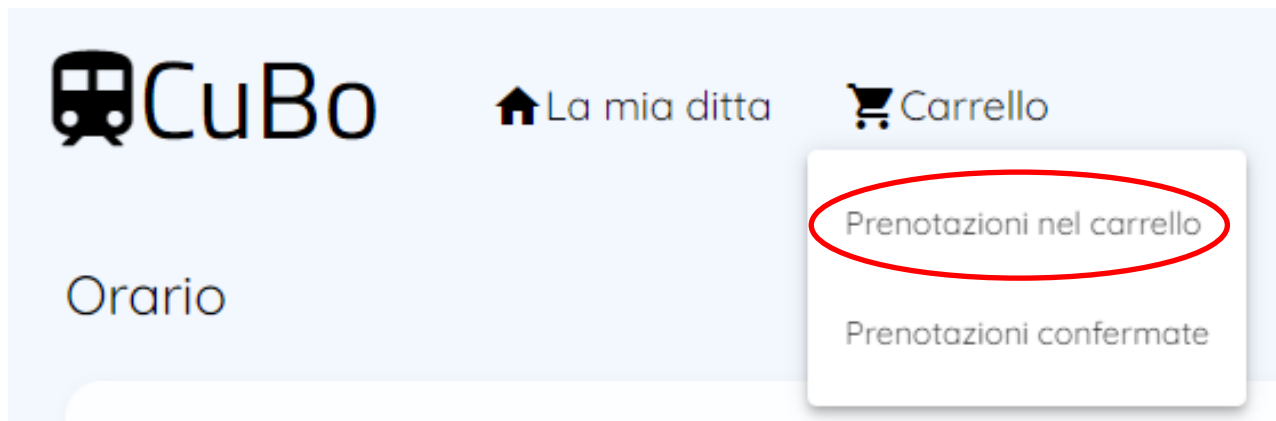 CuBo
La mia ditta
Carrello
Prenotazioni nel carrello
Orario
Prenotazioni confermate